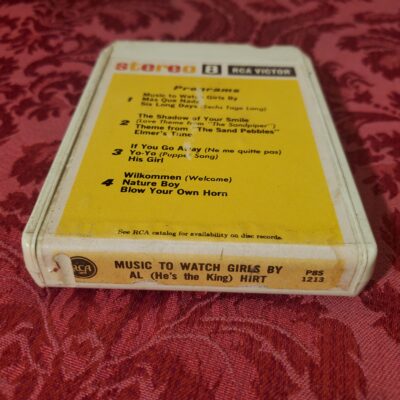 stereo 8 RCA VICTOR
Programs
1 Music to Watch Girls By
Mas Que Nada
Six Long Days (Sechs Tage Lang)
2 The Shadow of Your Smile
(Love Theme from "The Sandpiper")
Theme from "The Sand Pebbles"
Elmer's Tune
3 If You Go Away (Ne me quitte pas)
Yo-Yo (Puppet Song)
His Girl
4 Wilkommen (Welcome)
Nature Boy
Blow Your Own Horn
See RCA catalog for availability on disc records.
RCA
MUSIC TO WATCH GIRLS BY
AL (He's the King) HIRT
P8S
1213